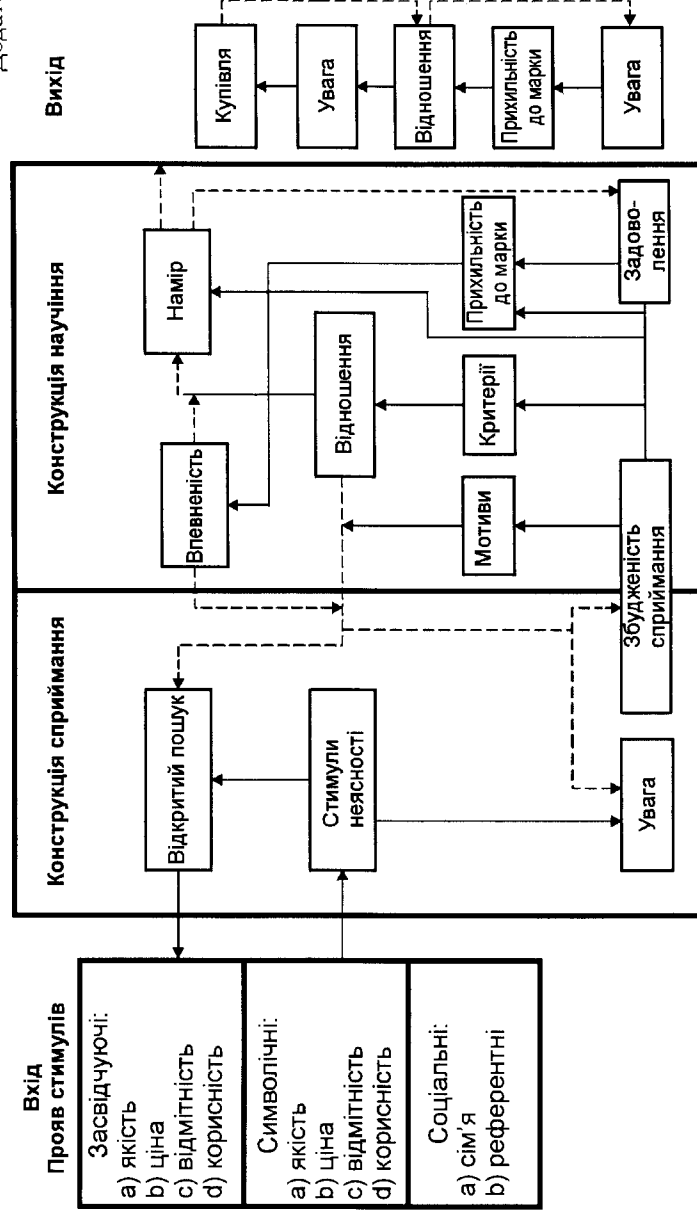 Вхід
Прояв стимулів
Засвідчуючі:
a) якість
b) ціна
c) відмітність
d) корисність
Символічні:
a) якість
b) ціна
c) відмітність
d) корисність
Соціальні:
a) сім’я
b) референтні
Конструкція сприймання
Відкритий пошук
Стимули
неясності
Увага
Збудженість
сприймання
Конструкція научіння
Впевненість
Намір
Відношення
Мотиви
Критерії
Прихильність
до марки
Задово-
лення
Вихід
Купівля
Увага
Відношення
Прихильність
до марки
Увага